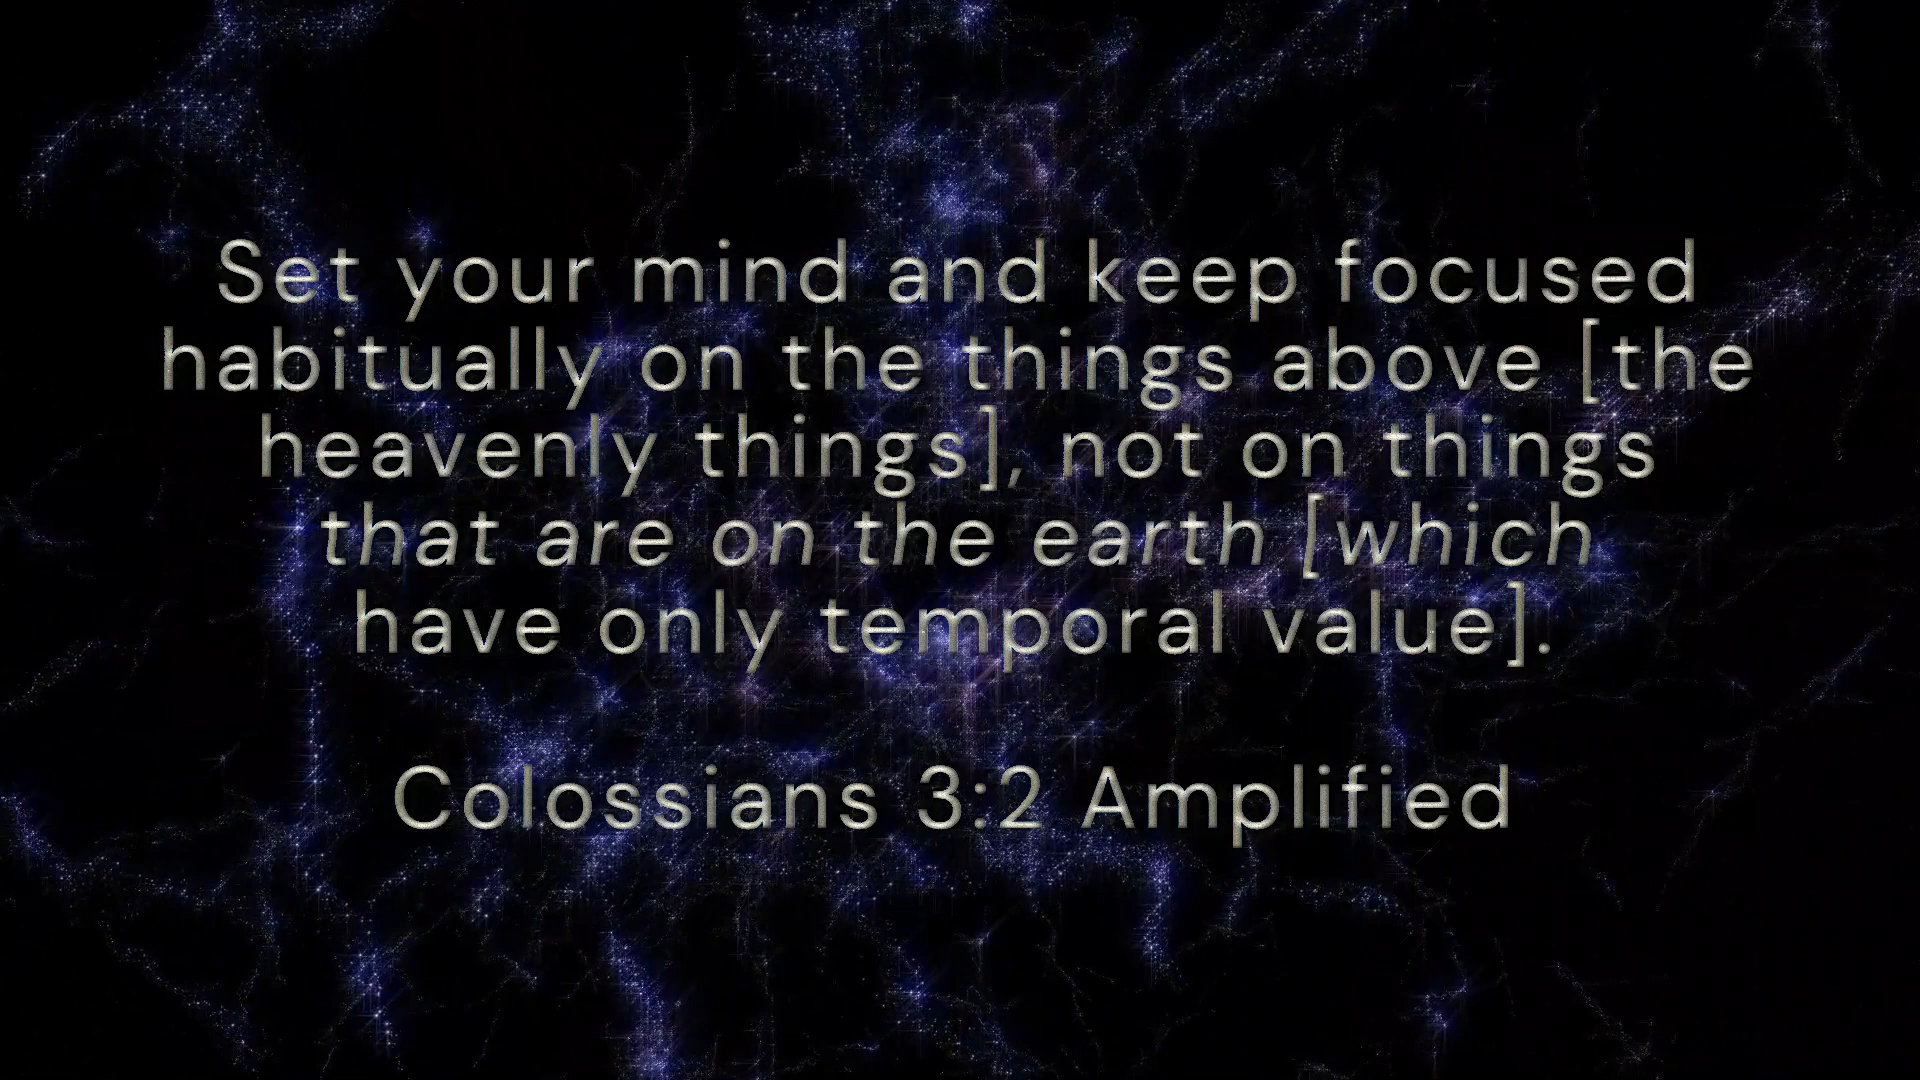 Set your mind and keep focused
habitually on the things above [the
heavenly things], not on things
that are on the earth [which
have only temporal value].
Colossians 3:2 Amplified